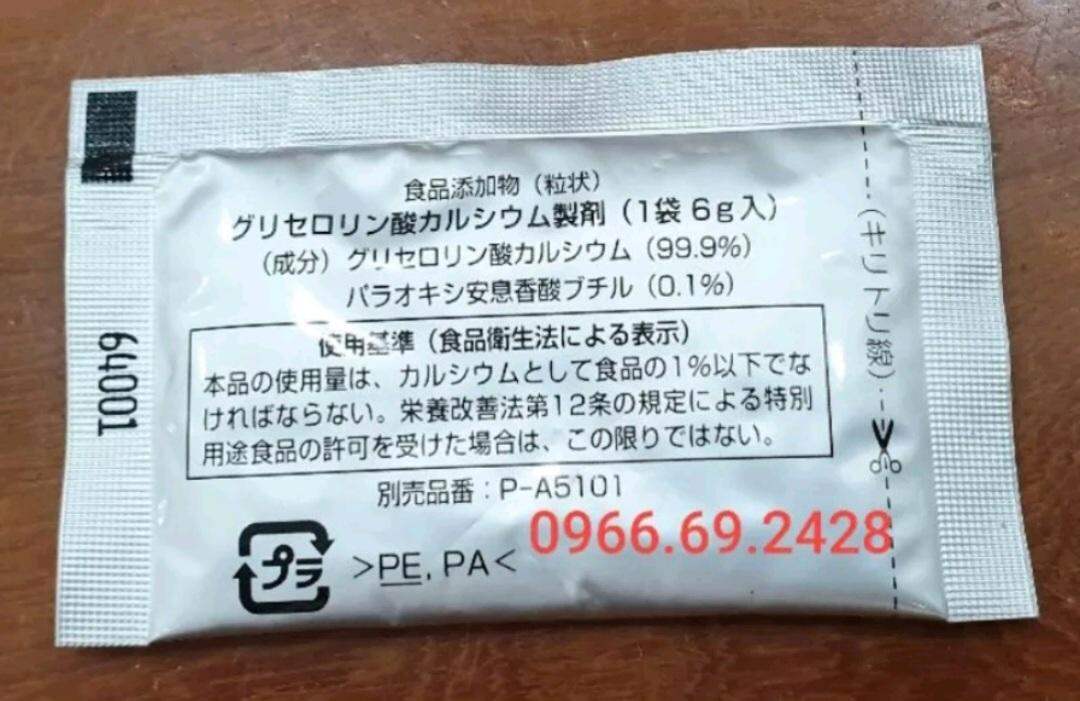 食品添加物（粒状）
グリセロリン酸カルシウム製剤（1袋 6g入）
（成分）グリセロリン酸カルシウム（99.9%）
パラオキシ安息香酸ブチル（0.1%）
使用基準（食品衛生法による表示）
本品の使用量は、カルシウムとして食品の1%以下でな
ければならない。栄養改善法第12条の規定による特別
用途食品の許可を受けた場合は、この限りではない。
別売品番：P-A5101
0966.69.2428
プラ >PE, PA<
64001
（キリトリ線）